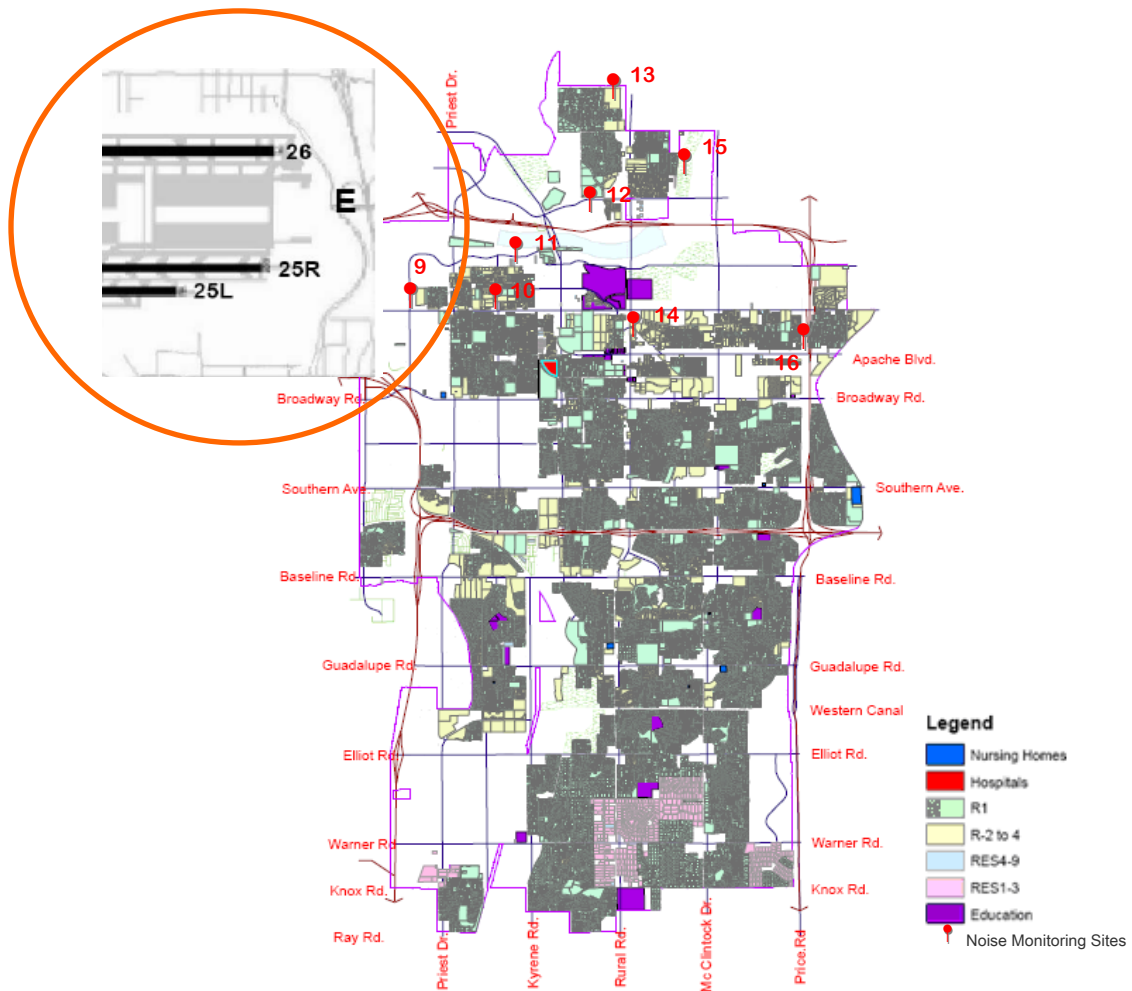 Priest Dr.
13
15
26
E
12
25R
25L
11
9
10
14
16
Apache Blvd.
Broadway Rd.
Broadway Rd.
Southern Ave.
Southern Ave.
Baseline Rd.
Baseline Rd.
Guadalupe Rd.
Guadalupe Rd.
Western Canal
Elliot Rd.
Elliot Rd.
Warner Rd
Warner Rd.
Knox Rd.
Knox Rd.
Ray Rd.
Priest Dr.
Kyrene Rd.
Rural Rd.
Mc Clintock Dr.
Price.Rd
Legend
Nursing Homes
Hospitals
R1
R-2 to 4
RES4-9
RES1-3
Education
Noise Monitoring Sites